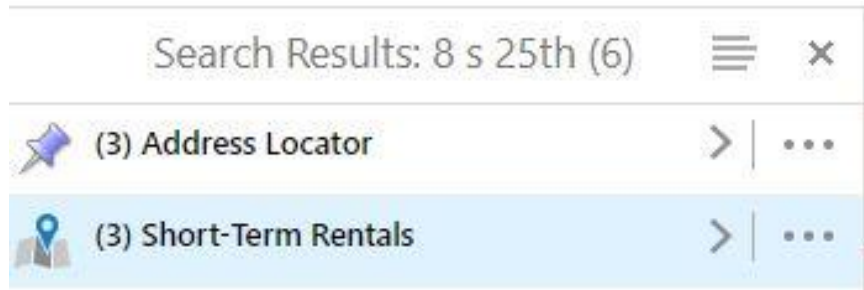 Search Results: 8 s 25th (6)
(3) Address Locator
(3) Short-Term Rentals